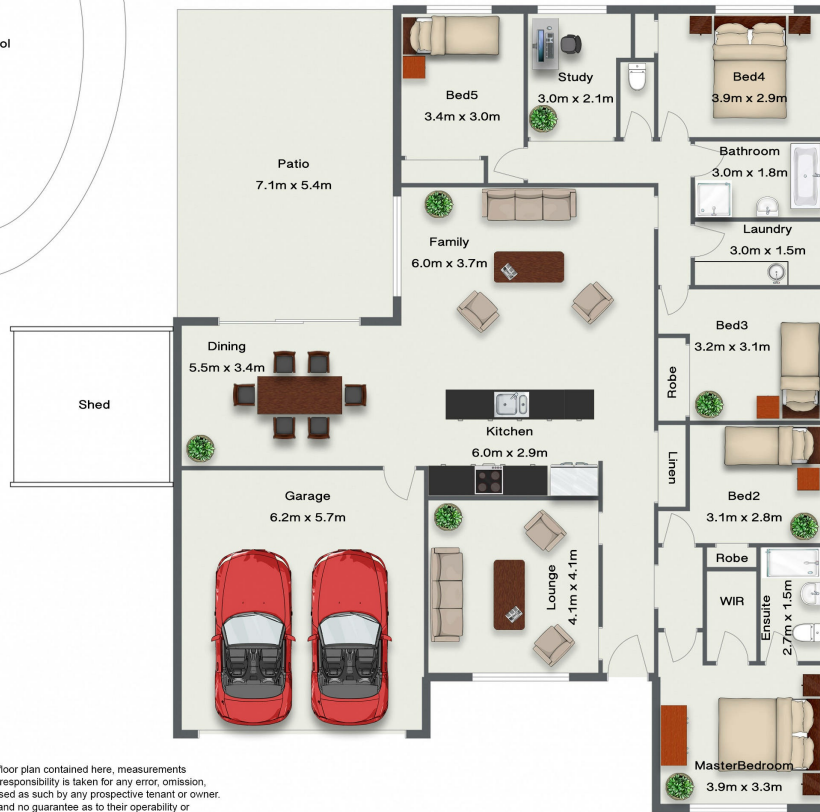 ol
Bed5
3.4m x 3.0m
Study
3.0m x 2.1m
Bed4
3.9m x 2.9m
Patio
7.1m x 5.4m
Bathroom
3.0m x 1.8m
Laundry
3.0m x 1.5m
Family
6.0m x 3.7m
Dining
5.5m x 3.4m
Bed3
3.2m x 3.1m
Robe
Shed
Kitchen
6.0m x 2.9m
Linen
Bed2
3.1m x 2.8m
Garage
6.2m x 5.7m
Lounge
4.1m x 4.1m
Robe
WIR
Ensuite
2.7m x 1.5m
MasterBedroom
3.9m x 3.3m
floor plan contained here, measurements
responsibility is taken for any error, omission,
sed as such by any prospective tenant or owner.
and no guarantee as to their operability or